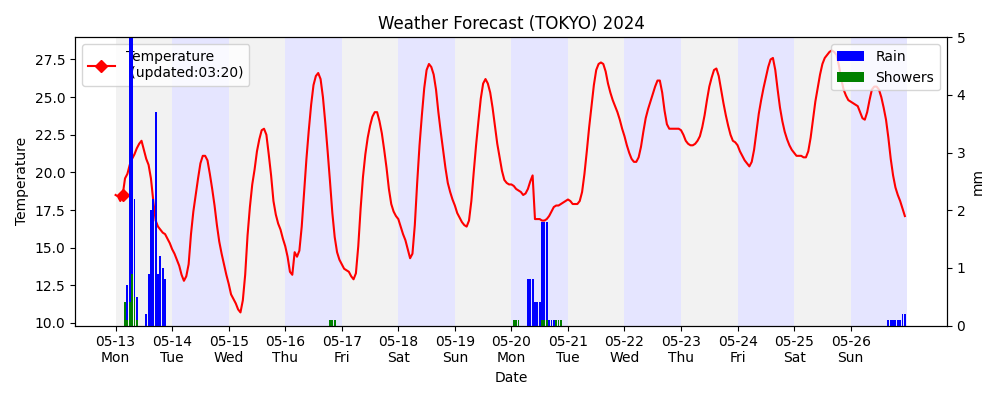 Weather Forecast (TOKYO) 2024
Temperature
(updated:03:20)
Rain
Showers
Temperature
27.5
25.0
22.5
20.0
17.5
15.0
12.5
10.0
5
4
3
2
1
0
mm
05-13 05-14 05-15 05-16 05-17 05-18 05-19 05-20 05-21 05-22 05-23 05-24 05-25 05-26
Mon Tue Wed Thu Fri Sat Sun Mon Tue Wed Thu Fri Sat Sun
Date